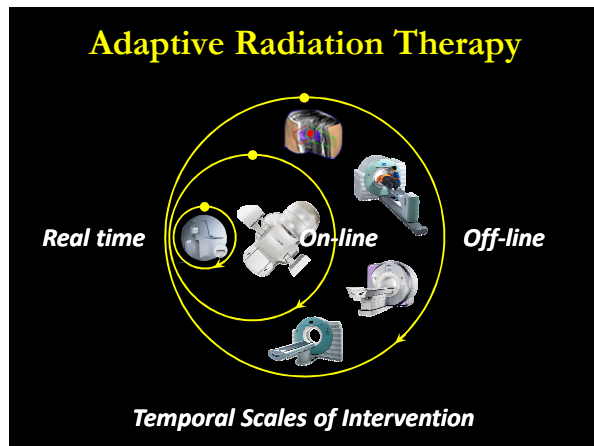 Adaptive Radiation Therapy
Real time
On-line
Off-line
Temporal Scales of Intervention